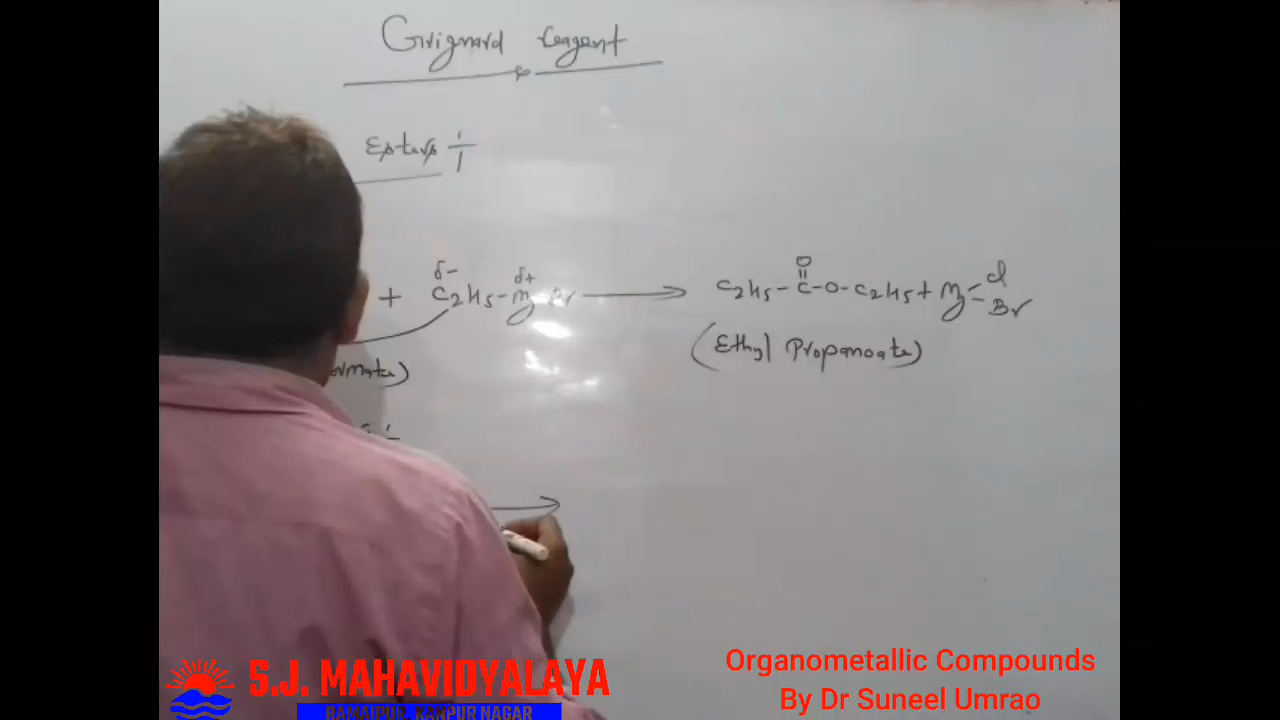 Grignard reagent
Esters ÷
δ- δ+
+ C2H5-Mg Br → C2H5-C-O-C2H5 + Mg
O
Cl
Br
(Ethyl Propanoate)
ormate)
S.J. MAHAVIDYALAYA
RAMAIPUR, KANPUR NAGAR
Organometallic Compounds
By Dr Suneel Umrao